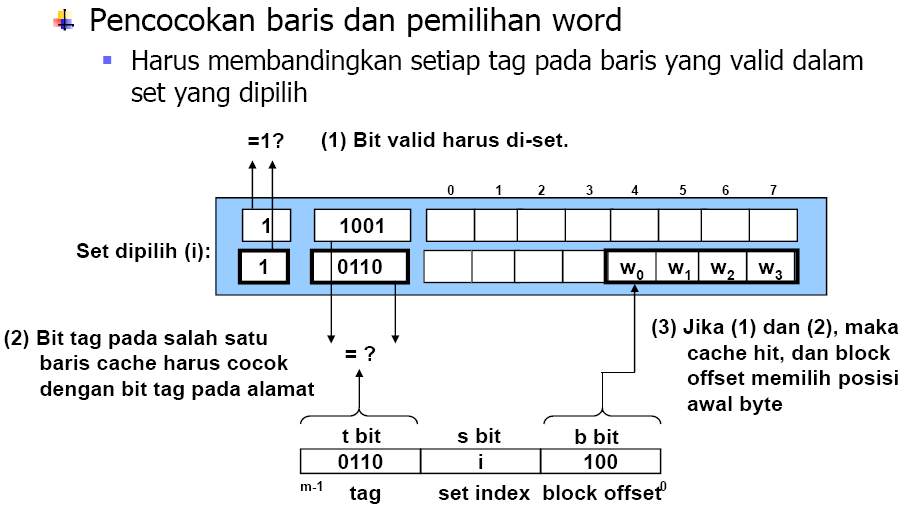 Pencocokan baris dan pemilihan word
Harus membandingkan setiap tag pada baris yang valid dalam
set yang dipilih
=1?
(1) Bit valid harus di-set.
0 1 2 3 4 5 6 7
1 1001
Set dipilih (i):
1 0110 w0 w1 w2 w3
(2) Bit tag pada salah satu
baris cache harus cocok
dengan bit tag pada alamat
= ?
(3) Jika (1) dan (2), maka
cache hit, dan block
offset memilih posisi
awal byte
t bit s bit b bit
0110 i 100
m-1 tag set index block offset 0